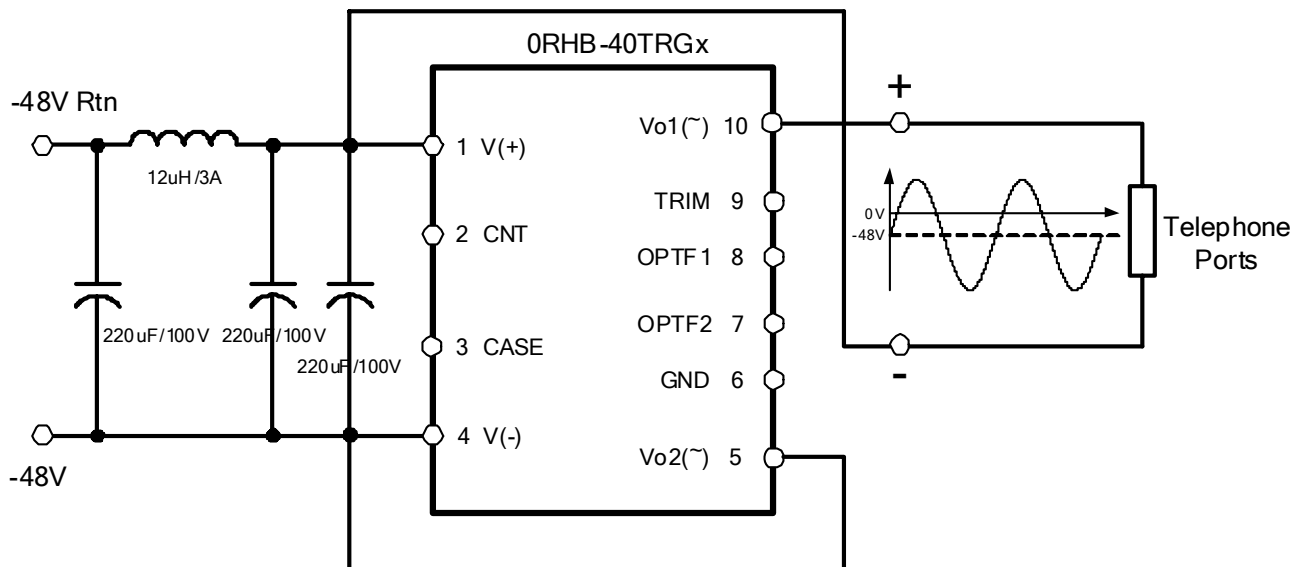 0RHB-40TRGx
-48V Rtn
12uH/3A
220uF/100V
220uF/100V
220uF/100V
-48V
1 V(+)
2 CNT
3 CASE
4 V(-)
Vo1(~) 10
TRIM 9
OPTF1 8
OPTF2 7
GND 6
Vo2(~) 5
+
0V
-48V
-
Telephone
Ports